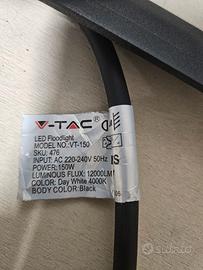 V-TAC
LED Floodlight
MODEL NO.:VT-150
SKU: 476
INPUT: AC 220-240V 50Hz
POWER:150W
LUMINOUS FLUX: 12000LM
COLOR: Day White 4000K
BODY COLOR: Black
subito